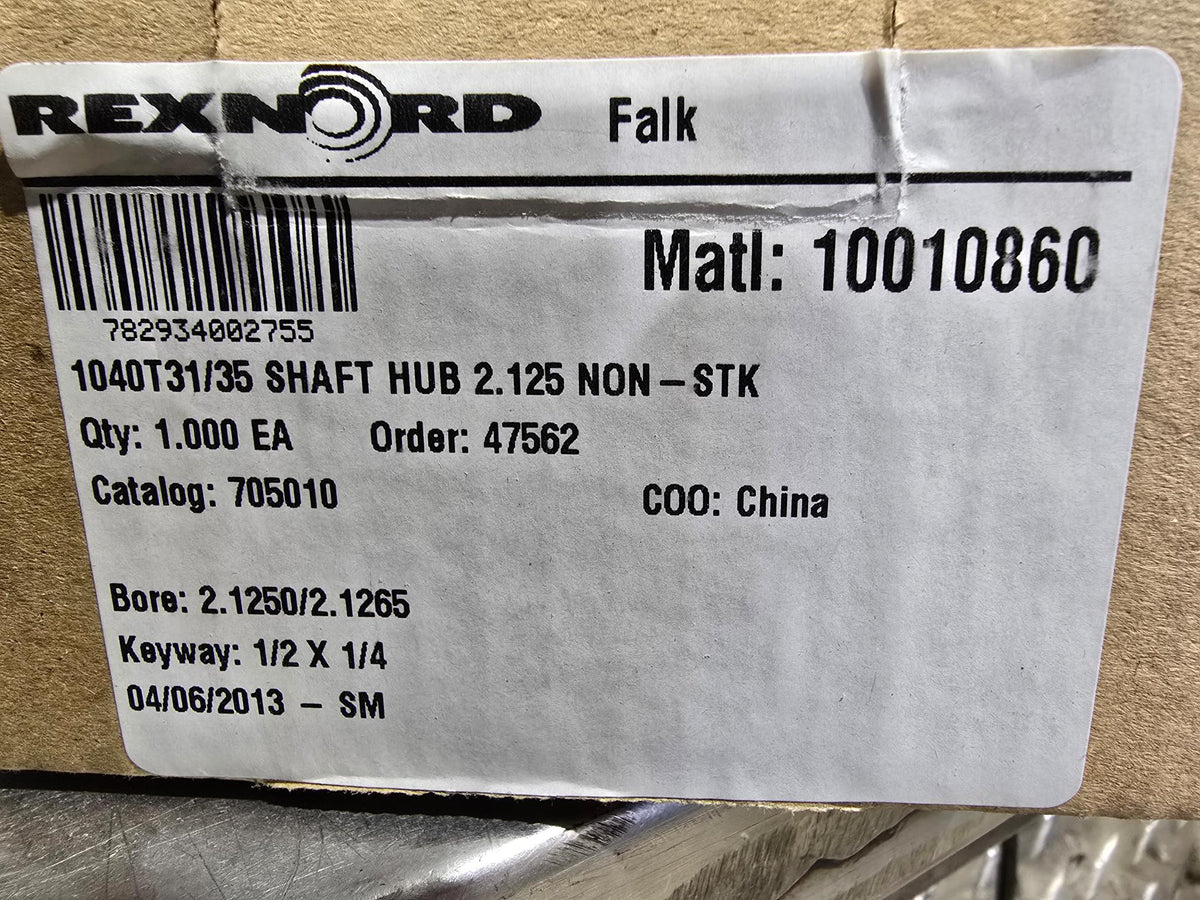 REXNORD Falk
Matl: 10010860
782934002755
1040T31/35 SHAFT HUB 2.125 NON-STK
Qty: 1.000 EA Order: 47562
Catalog: 705010 COO: China
Bore: 2.1250/2.1265
Keyway: 1/2 X 1/4
04/06/2013 - SM